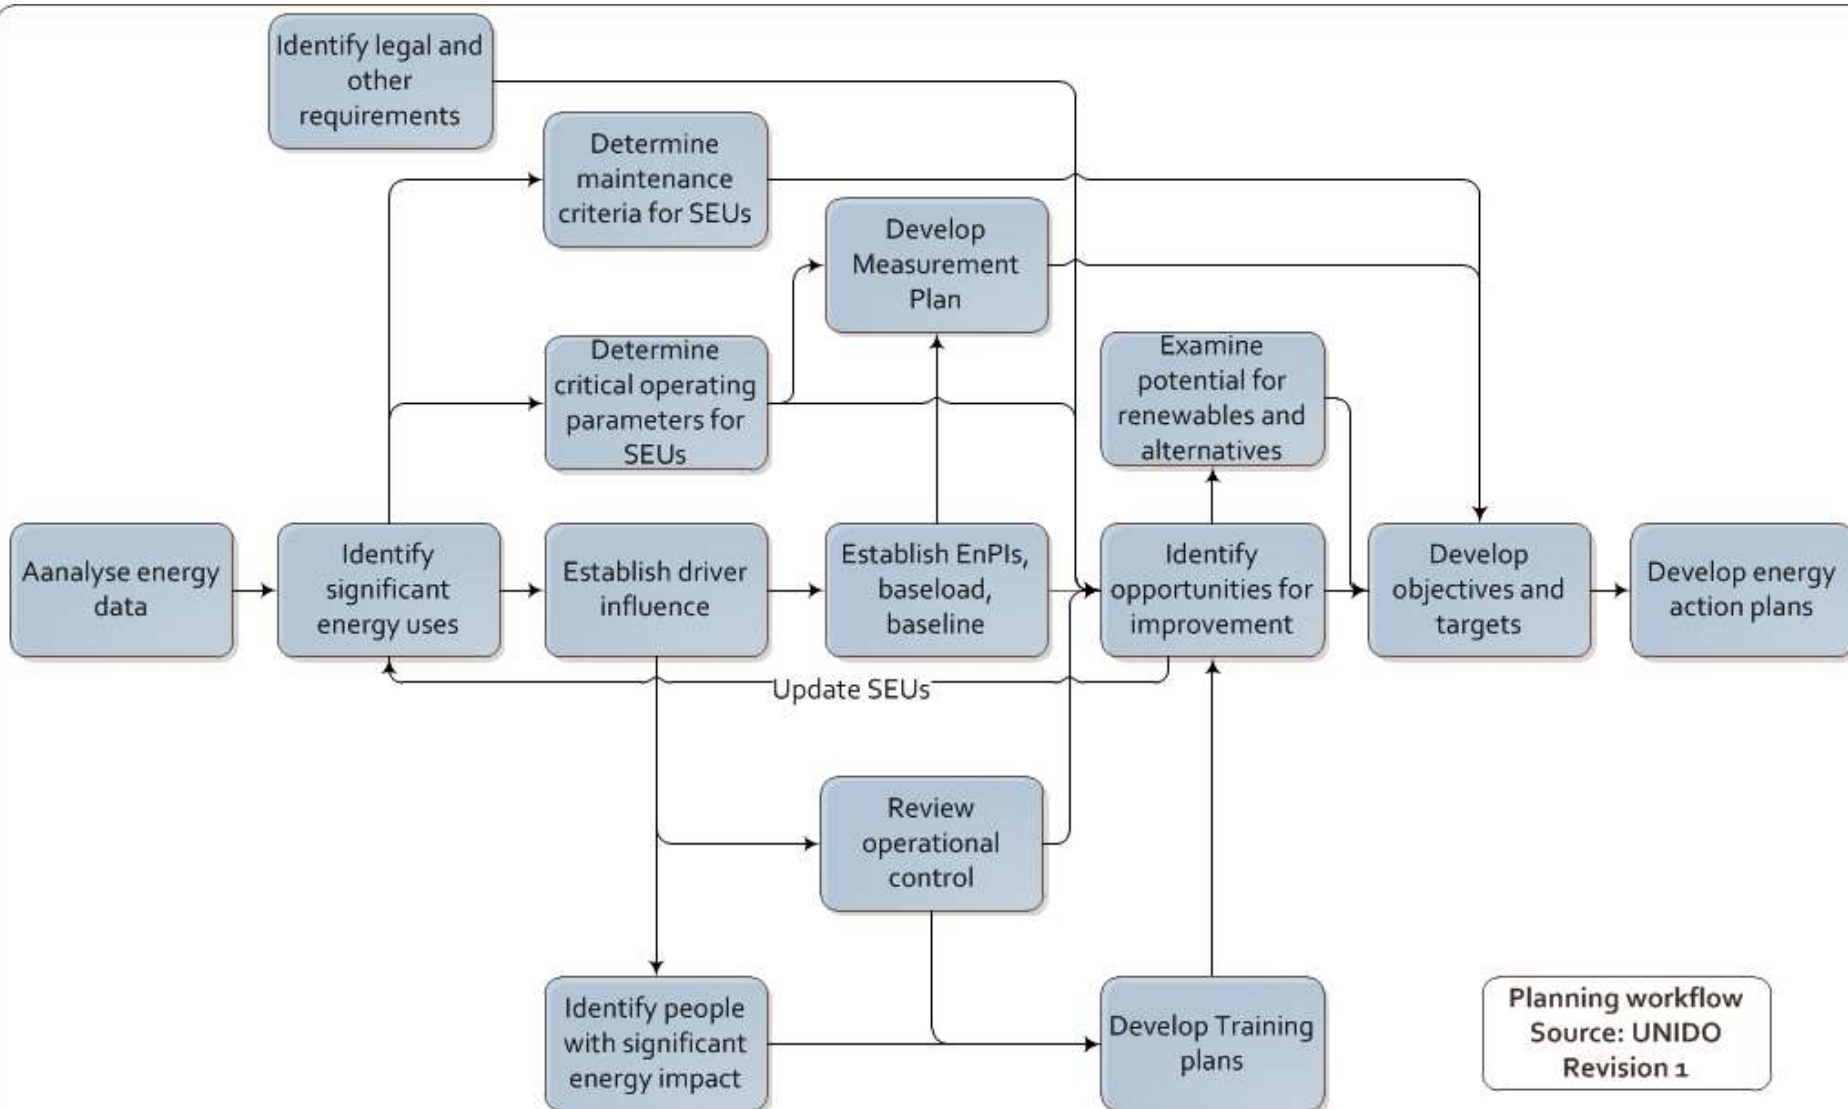 Identify legal and
other
requirements
Determine
maintenance
criteria for SEUs
Develop
Measurement
Plan
Determine
critical operating
parameters for
SEUs
Examine
potential for
renewables and
alternatives
Aanalyse energy
data
Identify
significant
energy uses
Establish driver
influence
Establish EnPIs,
baseload,
baseline
Identify
opportunities for
improvement
Develop
objectives and
targets
Develop energy
action plans
Update SEUs
Review
operational
control
Identify people
with significant
energy impact
Develop Training
plans
Planning workflow
Source: UNIDO
Revision 1